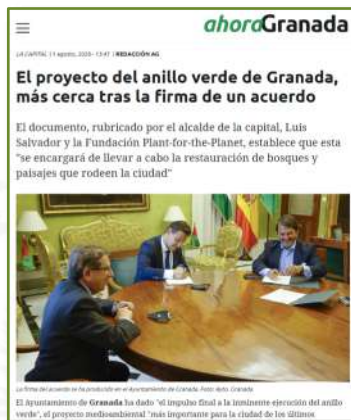 ahoraGranada
LA CAPITAL | 1 agosto, 2020 - 13:41 | REDACCIÓN AG
El proyecto del anillo verde de Granada,
más cerca tras la firma de un acuerdo
El documento, rubricado por el alcalde de la capital, Luis
Salvador y la Fundación Plant-for-the-Planet, establece que esta
"se encargará de llevar a cabo la restauración de bosques y
paisajes que rodeen la ciudad"
La firma del acuerdo se ha producido en el Ayuntamiento de Granada. Foto: Ayto. Granada
El Ayuntamiento de Granada ha dado "el impulso final a la inminente ejecución del anillo
verde", el proyecto medioambiental "más importante para la ciudad de los últimos